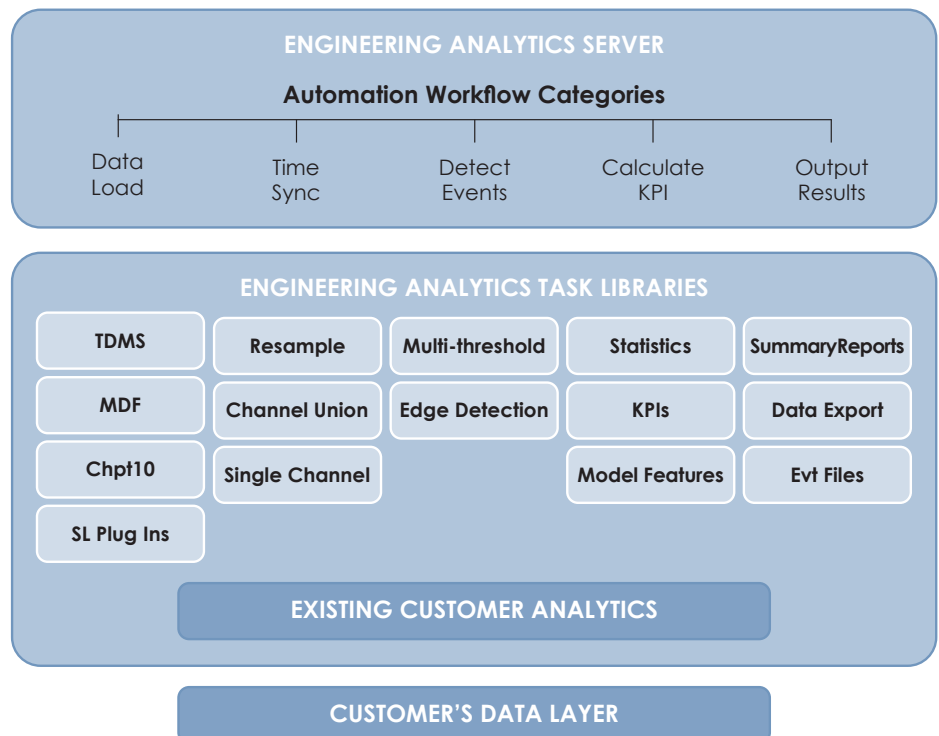 ENGINEERING ANALYTICS SERVER
Automation Workflow Categories
Data
Load
Time
Sync
Detect
Events
Calculate
KPI
Output
Results
ENGINEERING ANALYTICS TASK LIBRARIES
TDMS
MDF
Chpt10
SL Plug Ins
Resample
Channel Union
Single Channel
Multi-threshold
Edge Detection
Statistics
KPIs
Model Features
SummaryReports
Data Export
Evt Files
EXISTING CUSTOMER ANALYTICS
CUSTOMER'S DATA LAYER